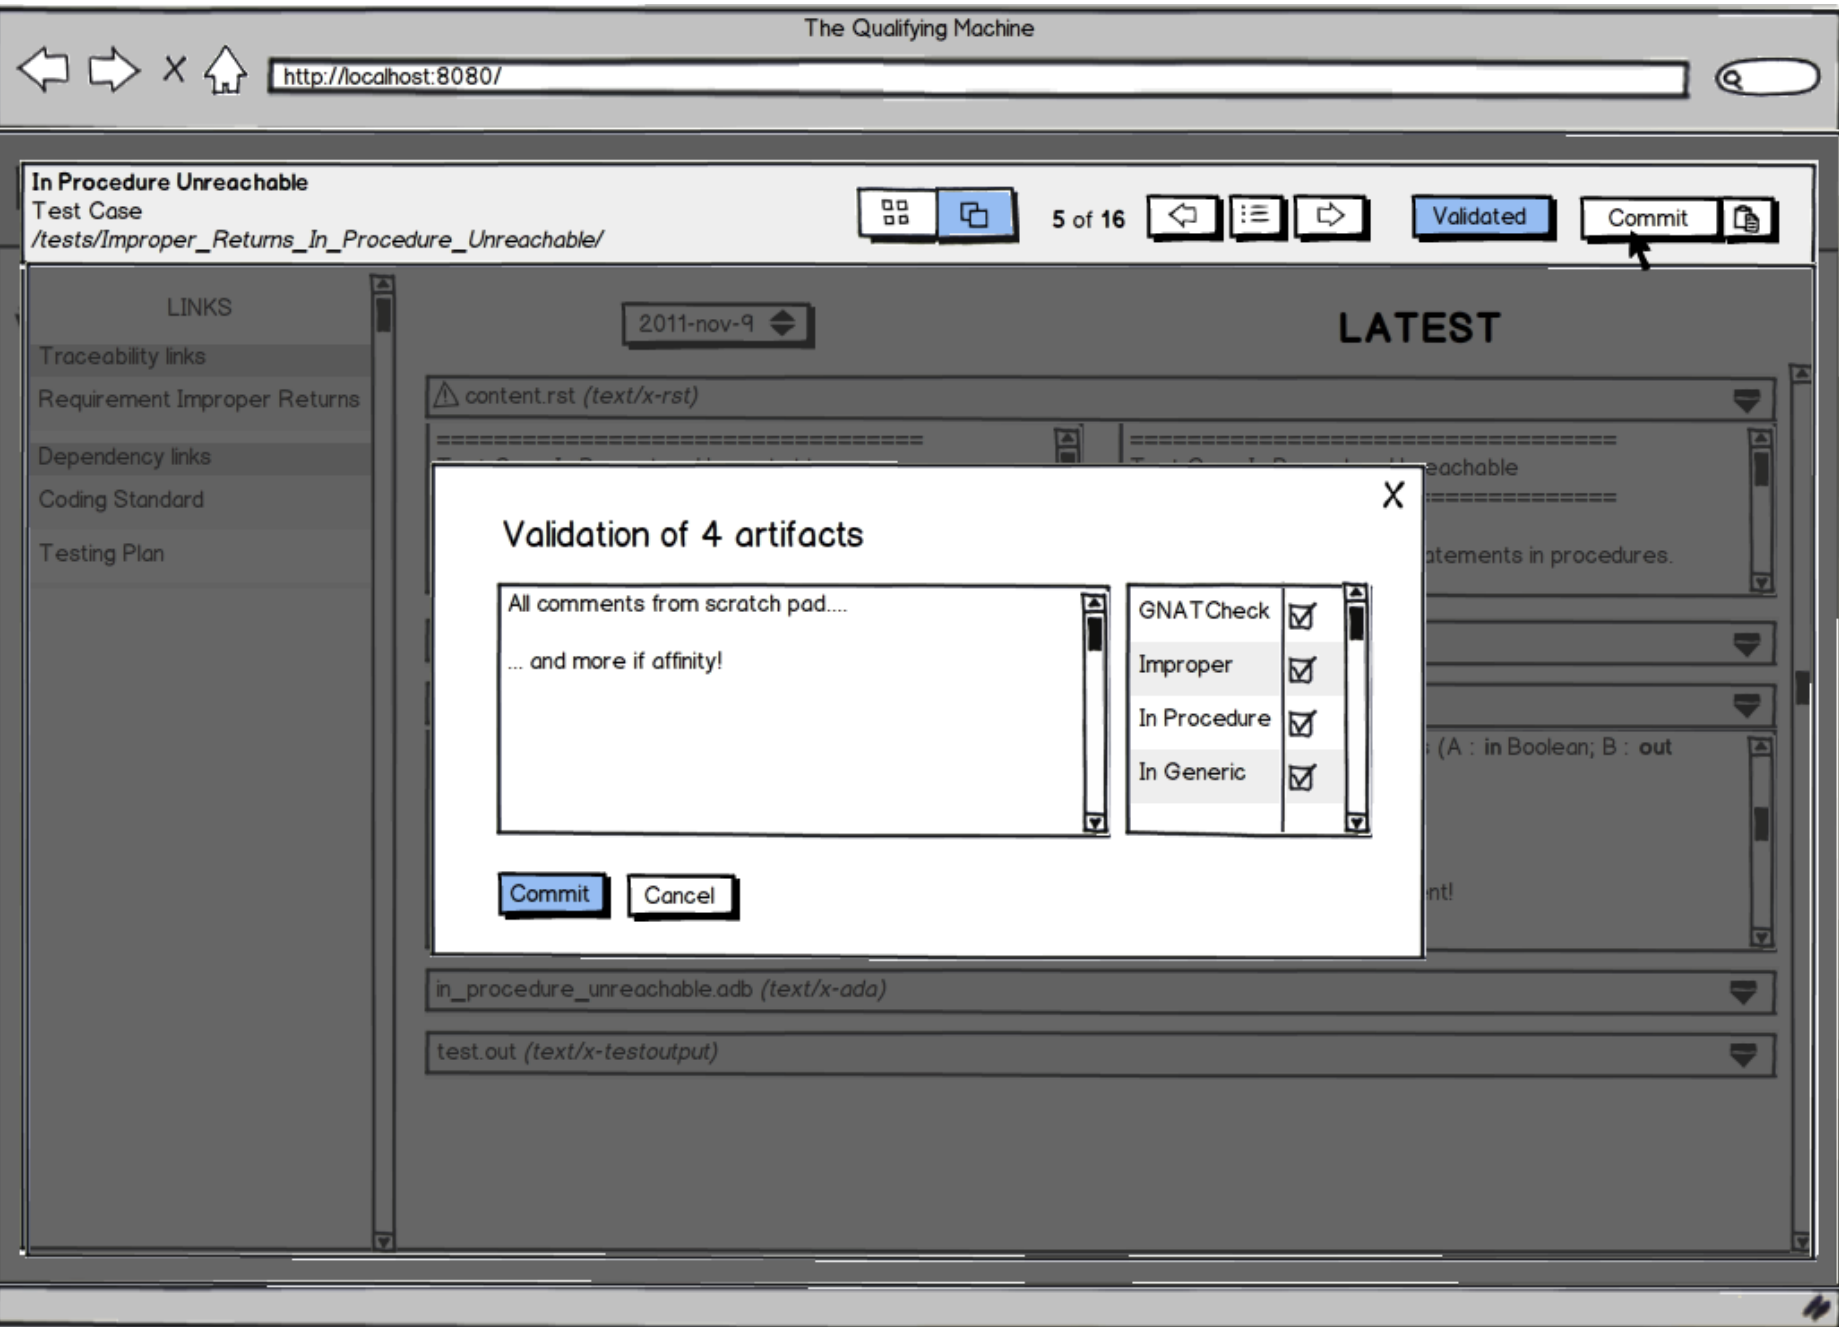 The Qualifying Machine
http://localhost:8080/
In Procedure Unreachable
Test Case
/tests/Improper_Returns_In_Procedure_Unreachable/
5 of 16
Validated
Commit
LINKS
Traceability links
Requirement Improper Returns
Dependency links
Coding Standard
Testing Plan
2011-nov-9
LATEST
content.rst (text/x-rst)
==================================
==================================
eachable
=============
atements in procedures.
X
Validation of 4 artifacts
All comments from scratch pad....
... and more if affinity!
GNATCheck
Improper
In Procedure
In Generic
Commit
Cancel
(A : in Boolean; B : out
nt!
in_procedure_unreachable.adb (text/x-ada)
test.out (text/x-testoutput)